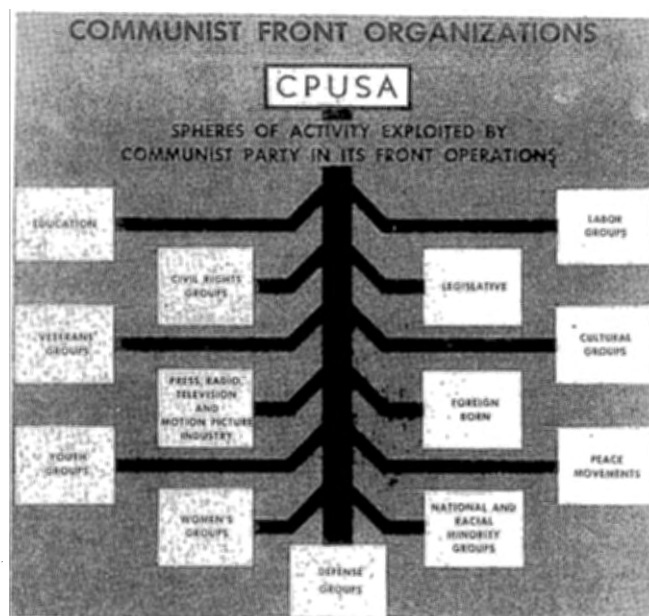 COMMUNIST FRONT ORGANIZATIONS
CPUSA
SPHERES OF ACTIVITY EXPLOITED BY
COMMUNIST PARTY IN ITS FRONT OPERATIONS
EDUCATION
LABOR
GROUPS
CIVIL RIGHTS
GROUPS
LEGISLATIVE
VETERANS'
GROUPS
CULTURAL
GROUPS
PRESS, RADIO,
TELEVISION
AND
MOTION PICTURE
INDUSTRY
FOREIGN
BORN
YOUTH
GROUPS
PEACE
MOVEMENTS
WOMEN'S
GROUPS
NATIONAL AND
RACIAL
MINORITY
GROUPS
DEFENSE
GROUPS